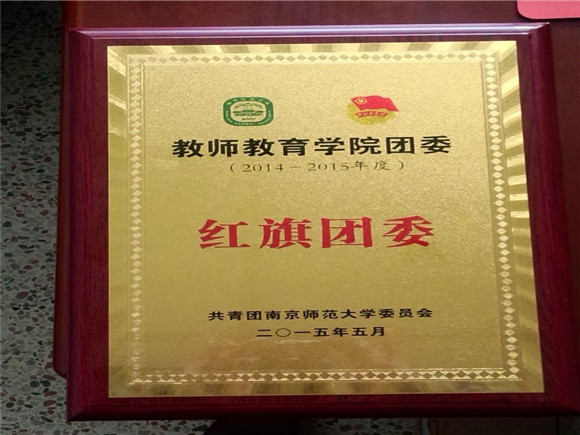 教师教育学院团委
（2014－2015年度）
红旗团委
共青团南京师范大学委员会
二〇一五年五月